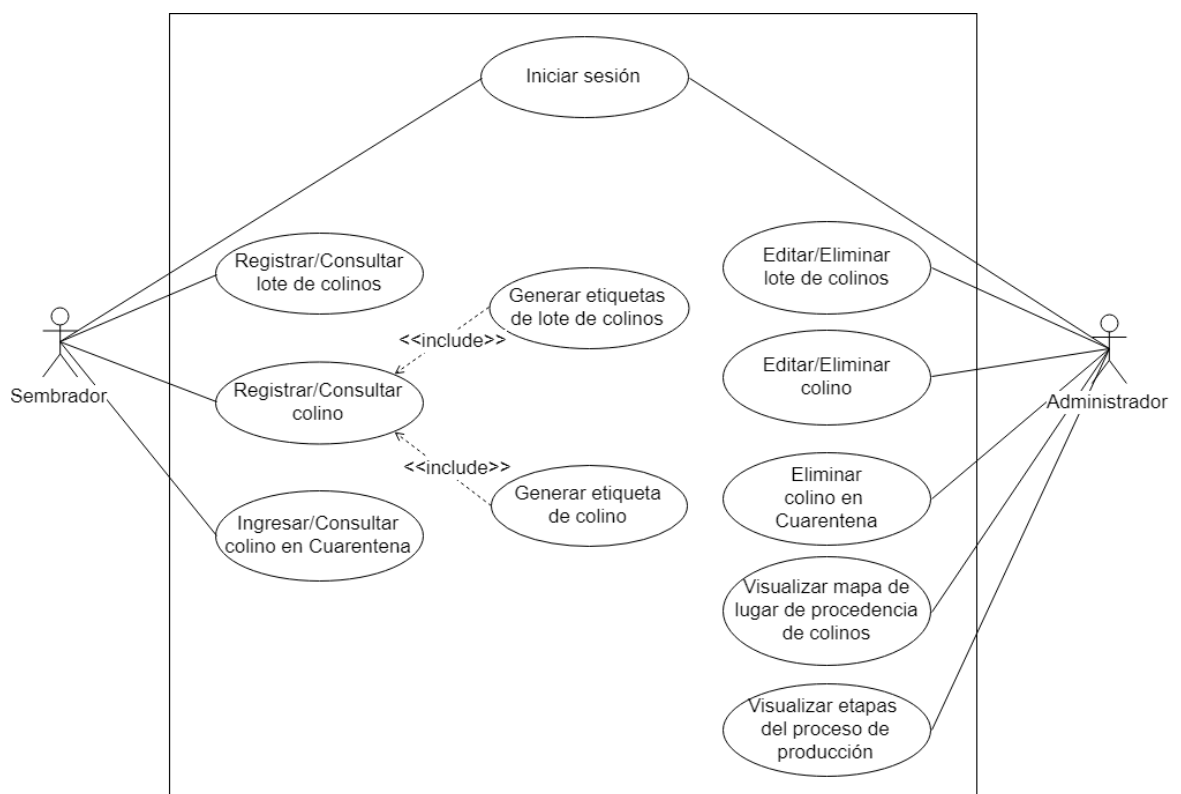 Iniciar sesión
Registrar/Consultar
lote de colinos
Generar etiquetas
de lote de colinos
Editar/Eliminar
lote de colinos
<<include>>
Sembrador
Registrar/Consultar
colino
Editar/Eliminar
colino
Administrador
<<include>>
Ingresar/Consultar
colino en Cuarentena
Generar etiqueta
de colino
Eliminar
colino en
Cuarentena
Visualizar mapa de
lugar de procedencia
de colinos
Visualizar etapas
del proceso de
producción